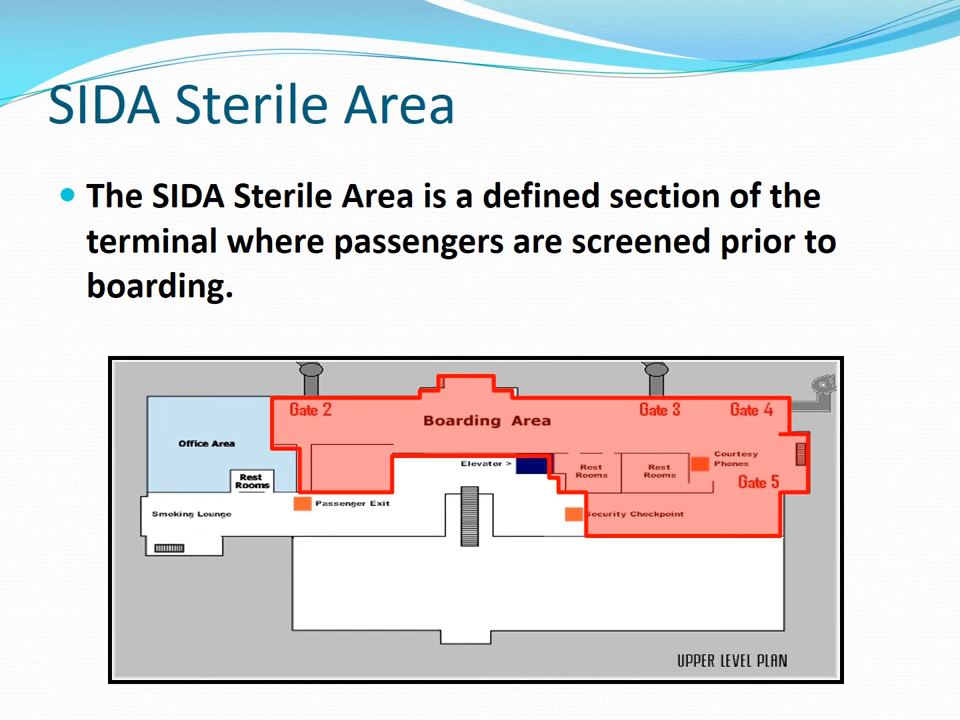 SIDA Sterile Area
The SIDA Sterile Area is a defined section of the
terminal where passengers are screened prior to
boarding.
Gate 2
Gate 3
Gate 4
Boarding Area
Office Area
Elevator >
Rest
Rooms
Rest
Rooms
Courtesy
Phones
Rest
Rooms
Gate 5
Passenger Exit
Smoking Lounge
Security Checkpoint
UPPER LEVEL PLAN